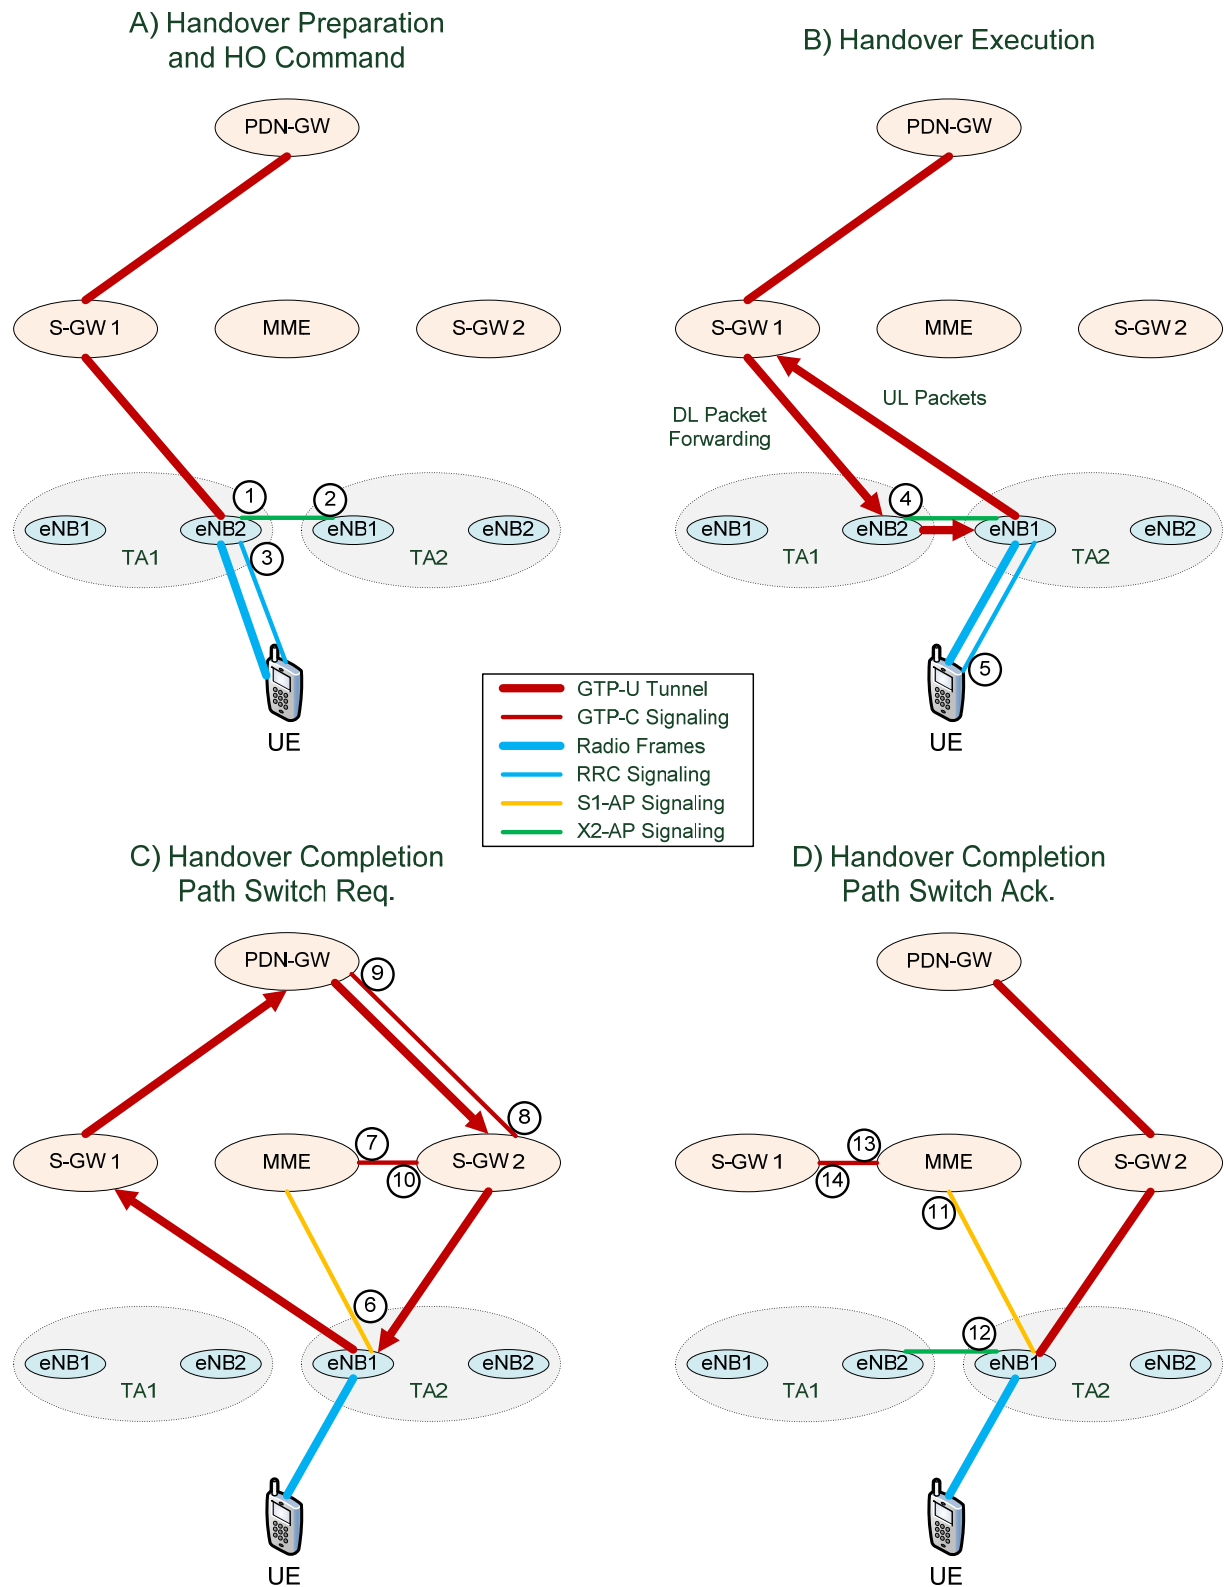 A) Handover Preparation
and HO Command
PDN-GW
S-GW 1
MME
S-GW 2
1
2
eNB1
eNB2
eNB1
eNB2
3
TA1
TA2
UE
B) Handover Execution
PDN-GW
S-GW 1
MME
S-GW 2
UL Packets
DL Packet
Forwarding
4
eNB1
eNB2
eNB1
eNB2
TA1
TA2
5
UE
GTP-U Tunnel
GTP-C Signaling
Radio Frames
RRC Signaling
S1-AP Signaling
X2-AP Signaling
C) Handover Completion
Path Switch Req.
PDN-GW
9
8
S-GW 1
MME
7
10
S-GW 2
6
eNB1
eNB2
eNB1
eNB2
TA1
TA2
UE
D) Handover Completion
Path Switch Ack.
PDN-GW
S-GW 1
13
14
MME
S-GW 2
11
12
eNB1
eNB2
eNB1
eNB2
TA1
TA2
UE